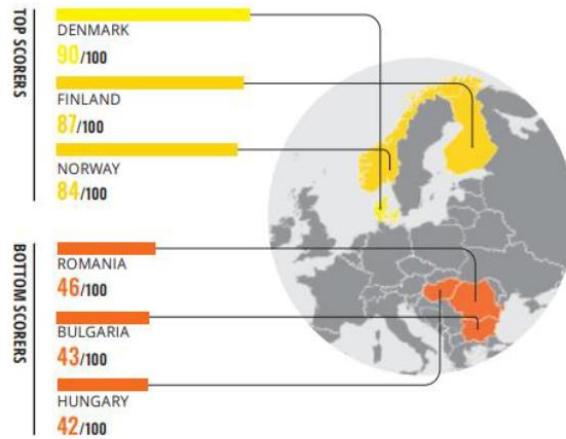 TOP SCORERS
DENMARK
90/100
FINLAND
87/100
NORWAY
84/100
BOTTOM SCORERS
ROMANIA
46/100
BULGARIA
43/100
HUNGARY
42/100